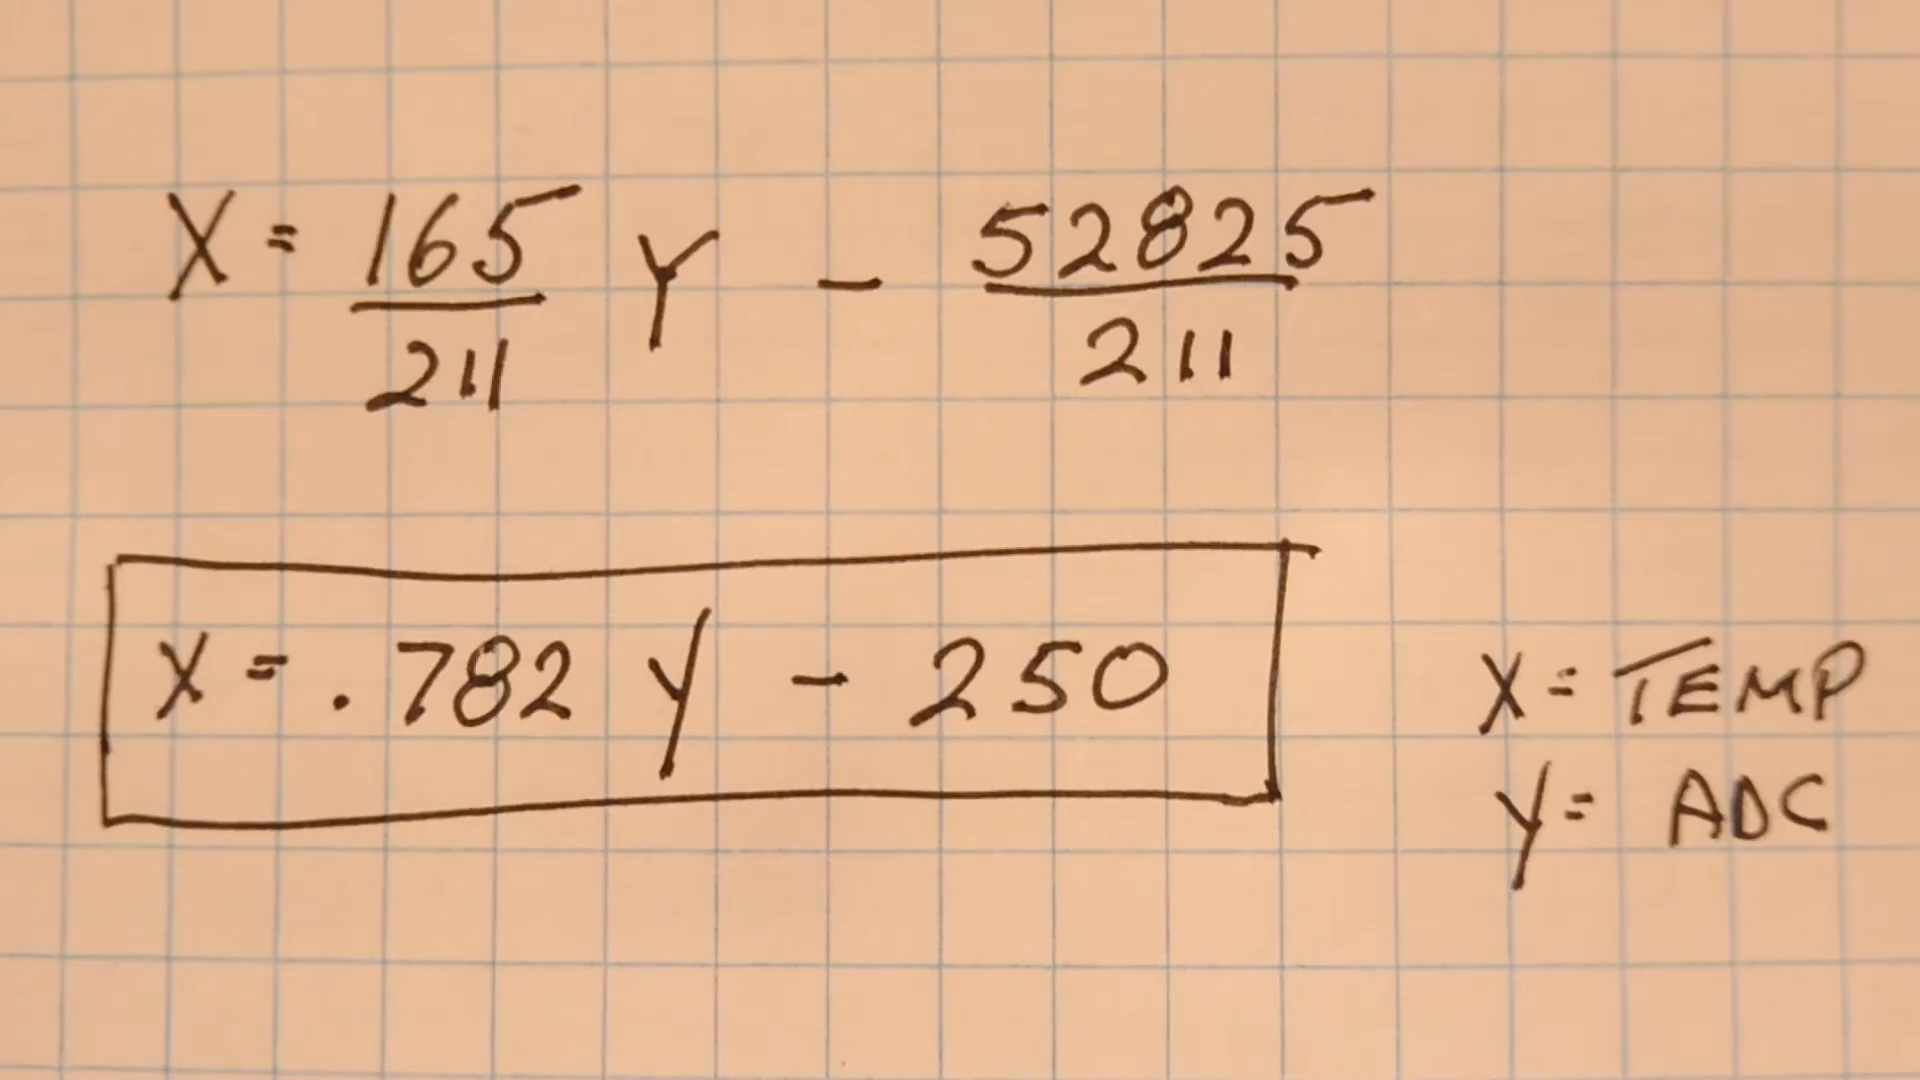 X = 165/211 Y - 52825/211
X = .782 y - 250
X = TEMP
y = ADC